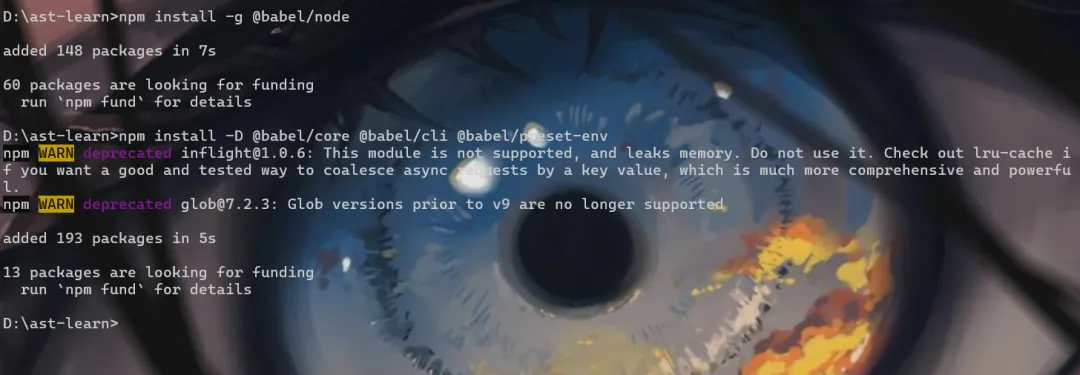 D:\ast-learn>npm install -g @babel/node
added 148 packages in 7s
60 packages are looking for funding
  run `npm fund` for details
D:\ast-learn>npm install -D @babel/core @babel/cli @babel/preset-env
npm WARN deprecated inflight@1.0.6: This module is not supported, and leaks memory. Do not use it. Check out lru-cache i
f you want a good and tested way to coalesce async requests by a key value, which is much more comprehensive and powerfu
l.
npm WARN deprecated glob@7.2.3: Glob versions prior to v9 are no longer supported
added 193 packages in 5s
13 packages are looking for funding
  run `npm fund` for details
D:\ast-learn>